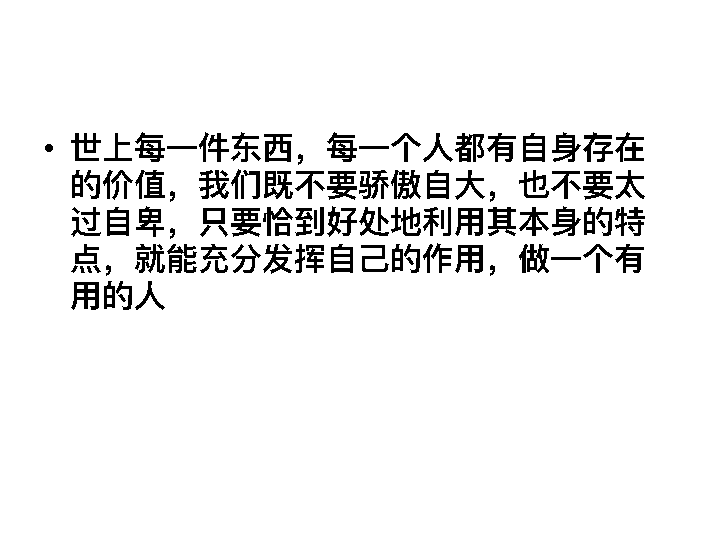 • 世上每一件东西，每一个人都有自身存在
的价值，我们既不要骄傲自大，也不要太
过自卑，只要恰到好处地利用其本身的特
点，就能充分发挥自己的作用，做一个有
用的人